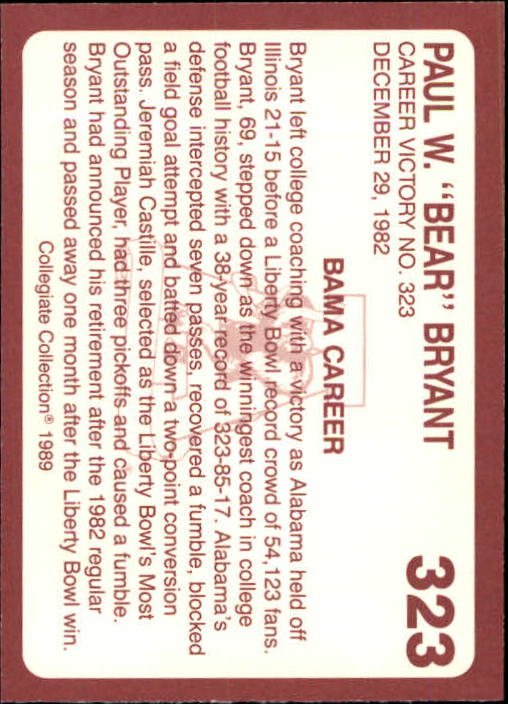 PAUL W. "BEAR" BRYANT 323
CAREER VICTORY NO. 323
DECEMBER 29, 1982
BAMA CAREER
Bryant left college coaching with a victory as Alabama held off
Illinois 21-15 before a Liberty Bowl record crowd of 54,123 fans.
Bryant, 69, stepped down as the winningest coach in college
football history with a 38-year record of 323-85-17. Alabama's
defense intercepted seven passes, recovered a fumble, blocked
a field goal attempt and batted down a two-point conversion
pass. Jeremiah Castille, selected as the Liberty Bowl's Most
Outstanding Player, had three pickoffs and caused a fumble.
Bryant had announced his retirement after the 1982 regular
season and passed away one month after the Liberty Bowl win.
Collegiate Collection® 1989